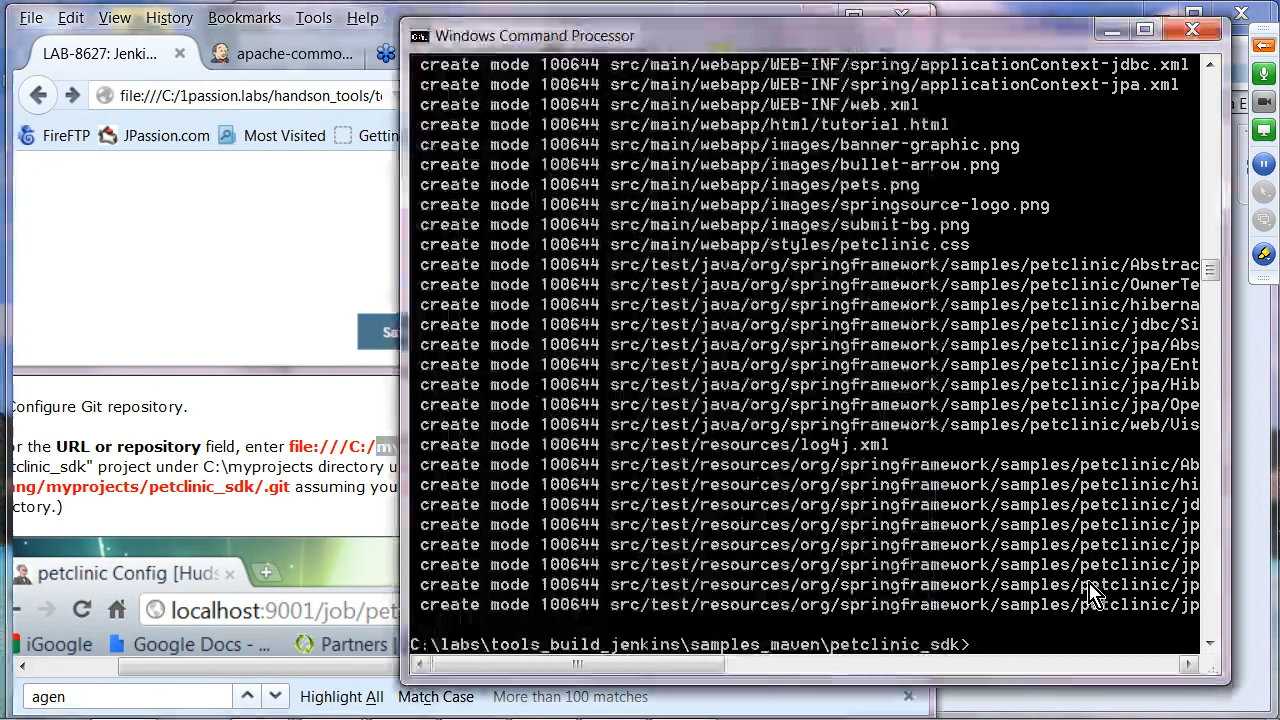 File Edit View History Bookmarks Tools Help
LAB-8627: Jenki... × apache-commo...
file:///C:/1passion.labs/handson_tools/to
FireFTP JPassion.com Most Visited Getting
Configure Git repository.
or the URL or repository field, enter file:///C:/my
clinic_sdk" project under C:\myprojects directory u
ang/myprojects/petclinic_sdk/.git assuming you
ctory.)
petclinic Config [Huds × +
localhost:9001/job/pet
iGoogle Google Docs Partners
agen Highlight All Match Case More than 100 matches
Windows Command Processor
create mode 100644 src/main/webapp/WEB-INF/spring/applicationContext-jdbc.xml
create mode 100644 src/main/webapp/WEB-INF/spring/applicationContext-jpa.xml
create mode 100644 src/main/webapp/WEB-INF/web.xml
create mode 100644 src/main/webapp/html/tutorial.html
create mode 100644 src/main/webapp/images/banner-graphic.png
create mode 100644 src/main/webapp/images/bullet-arrow.png
create mode 100644 src/main/webapp/images/pets.png
create mode 100644 src/main/webapp/images/springsource-logo.png
create mode 100644 src/main/webapp/images/submit-bg.png
create mode 100644 src/main/webapp/styles/petclinic.css
create mode 100644 src/test/java/org/springframework/samples/petclinic/Abstrac
create mode 100644 src/test/java/org/springframework/samples/petclinic/OwnerTe
create mode 100644 src/test/java/org/springframework/samples/petclinic/hiberna
create mode 100644 src/test/java/org/springframework/samples/petclinic/jdbc/Si
create mode 100644 src/test/java/org/springframework/samples/petclinic/jpa/Abs
create mode 100644 src/test/java/org/springframework/samples/petclinic/jpa/Ent
create mode 100644 src/test/java/org/springframework/samples/petclinic/jpa/Hib
create mode 100644 src/test/java/org/springframework/samples/petclinic/jpa/Ope
create mode 100644 src/test/java/org/springframework/samples/petclinic/web/Vis
create mode 100644 src/test/resources/log4j.xml
create mode 100644 src/test/resources/org/springframework/samples/petclinic/Ab
create mode 100644 src/test/resources/org/springframework/samples/petclinic/hi
create mode 100644 src/test/resources/org/springframework/samples/petclinic/jd
create mode 100644 src/test/resources/org/springframework/samples/petclinic/jp
create mode 100644 src/test/resources/org/springframework/samples/petclinic/jp
create mode 100644 src/test/resources/org/springframework/samples/petclinic/jp
create mode 100644 src/test/resources/org/springframework/samples/petclinic/jp
create mode 100644 src/test/resources/org/springframework/samples/petclinic/jp
C:\labs\tools_build_jenkins\samples_maven\petclinic_sdk>